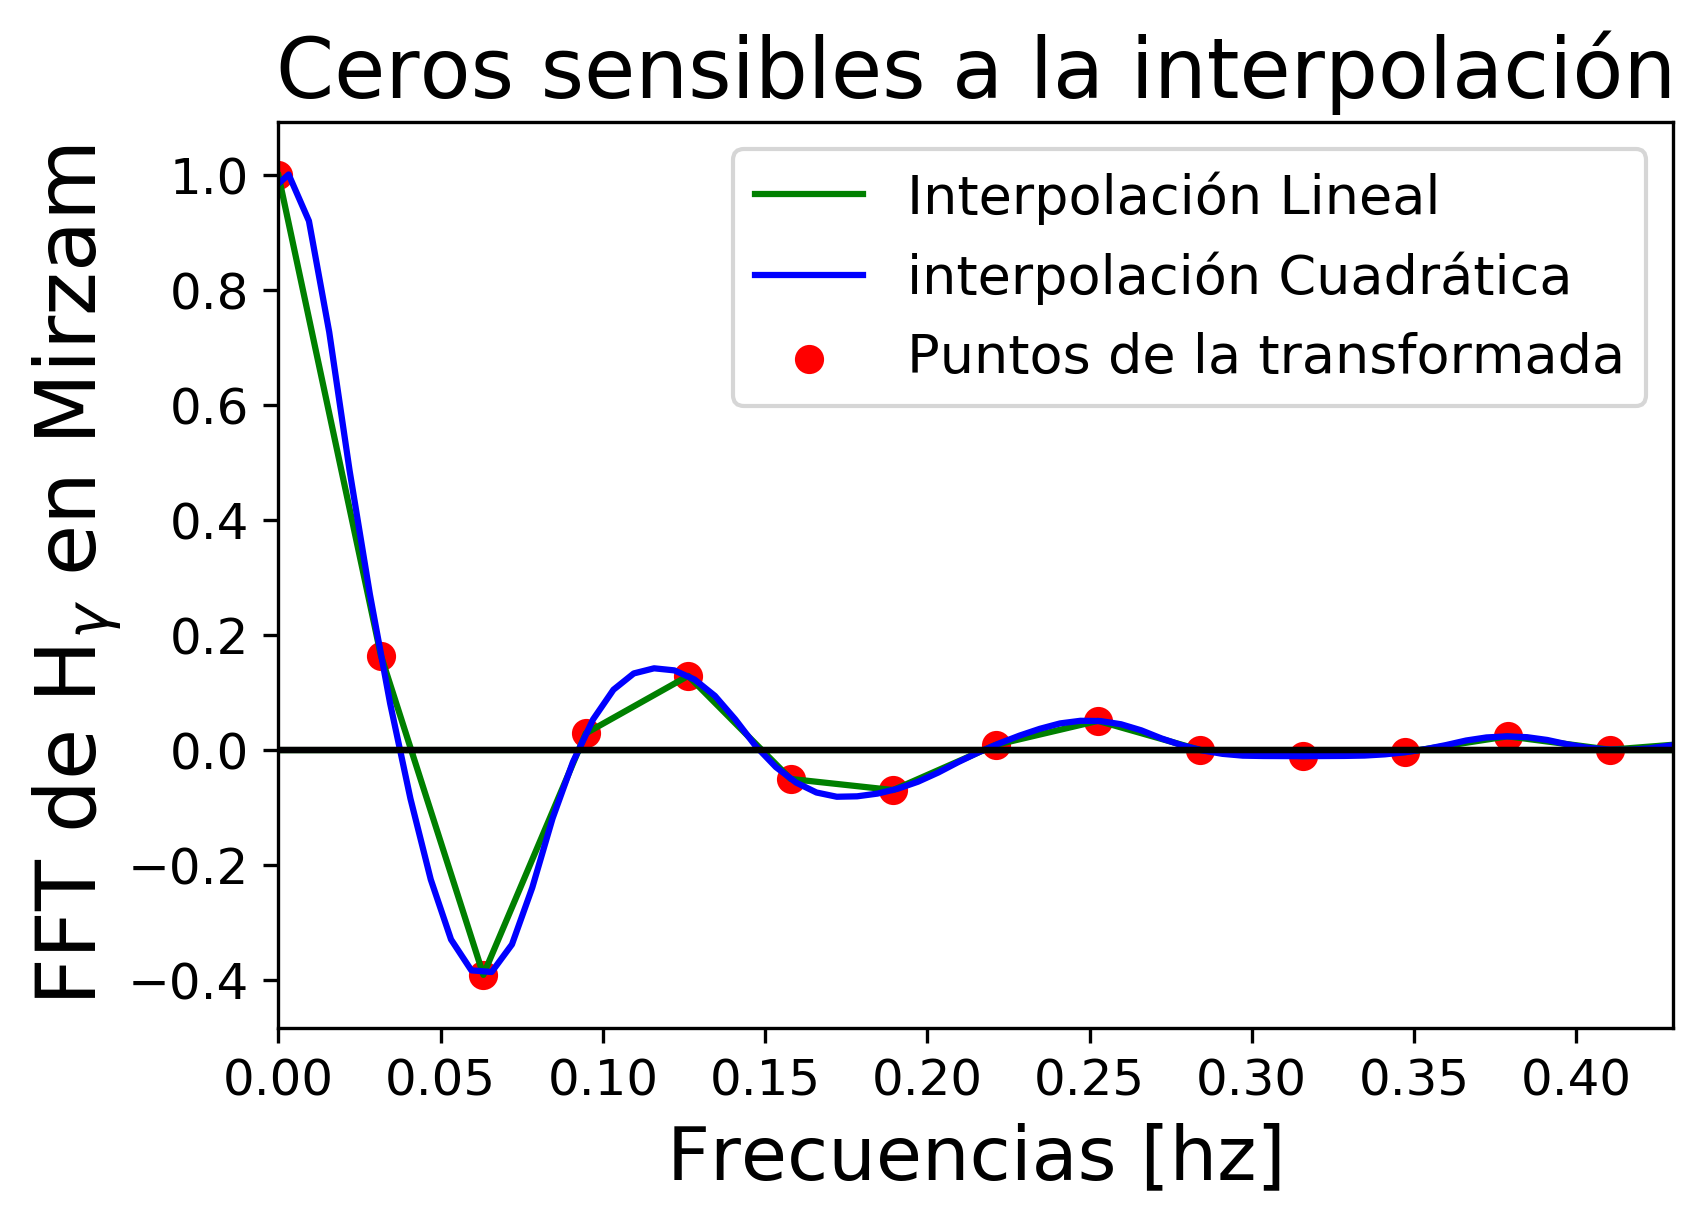 Ceros sensibles a la interpolación
FFT de Hγ en Mirzam
1.0
0.8
0.6
0.4
0.2
0.0
−0.2
−0.4
Interpolación Lineal
interpolación Cuadrática
Puntos de la transformada
0.00 0.05 0.10 0.15 0.20 0.25 0.30 0.35 0.40
Frecuencias [hz]